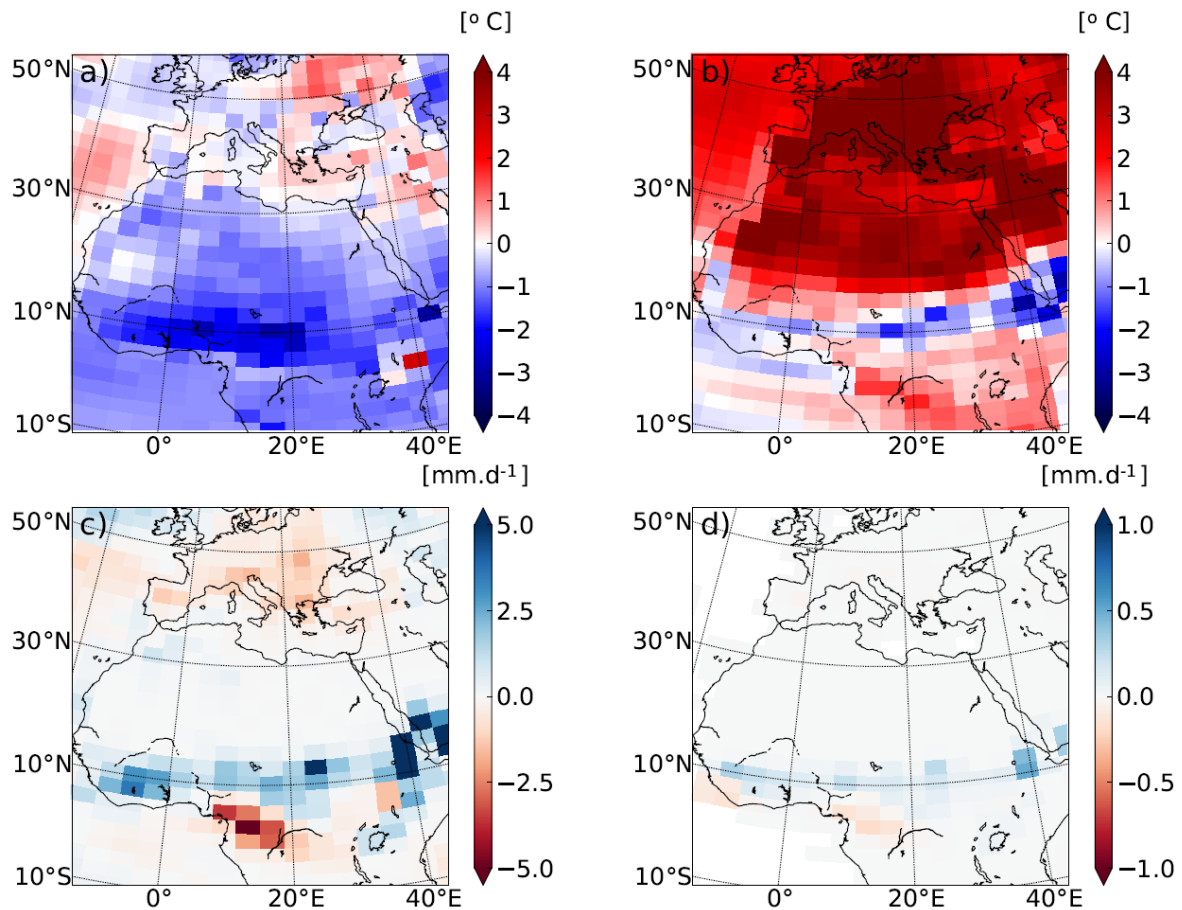 [° C] [° C]
a) b)
50°N 4 50°N 4
3 3
2 2
30°N 1 30°N 1
0 0
10°N −1 10°N −1
−2 −2
−3 −3
10°S −4 10°S −4
0° 20°E 40°E 0° 20°E 40°E
[mm.d-1] [mm.d-1]
c) d)
50°N 5.0 50°N 1.0
30°N 2.5 30°N 0.5
0.0 0.0
10°N −2.5 10°N −0.5
10°S −5.0 10°S −1.0
0° 20°E 40°E 0° 20°E 40°E